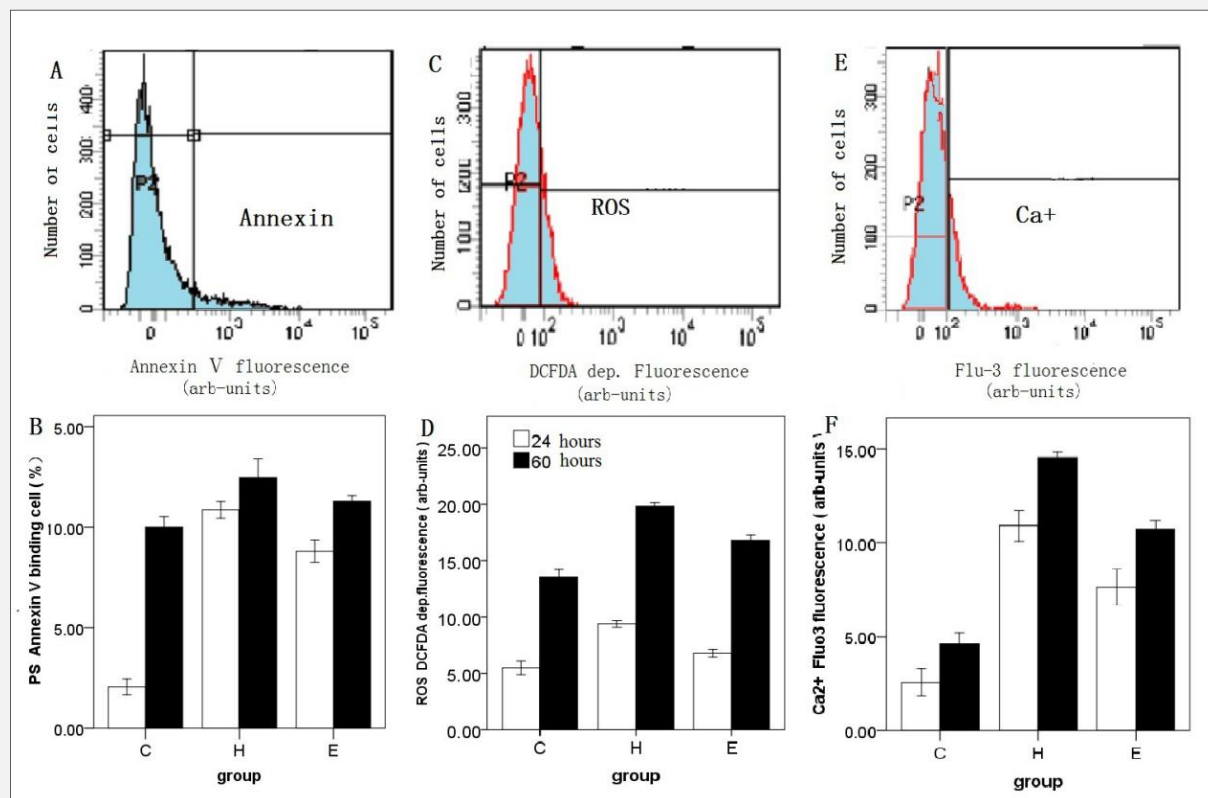 A
Number of cells
0
100
200
300
400
P2
Annexin
0
10³
10⁴
10⁵
Annexin V fluorescence
(arb-units)
C
Number of cells
0
100
200
300
P2
ROS
0 10²
10³
10⁴
10⁵
DCFDA dep. Fluorescence
(arb-units)
E
Number of cells
0
100
200
300
P2
Ca+
0 10²
10³
10⁴
10⁵
Flu-3 fluorescence
(arb-units)
B
PS Annexin V binding cell (%)
5.00
10.00
5.00
0.00
C H E
group
D
24 hours
60 hours
ROS DCFDA dep.fluorescence (arb-units)
25.00
20.00
15.00
10.00
5.00
0.00
C H E
group
F
Ca2+ Fluo3 fluorescence (arb-units)
15.00
10.00
5.00
0.00
C H E
group